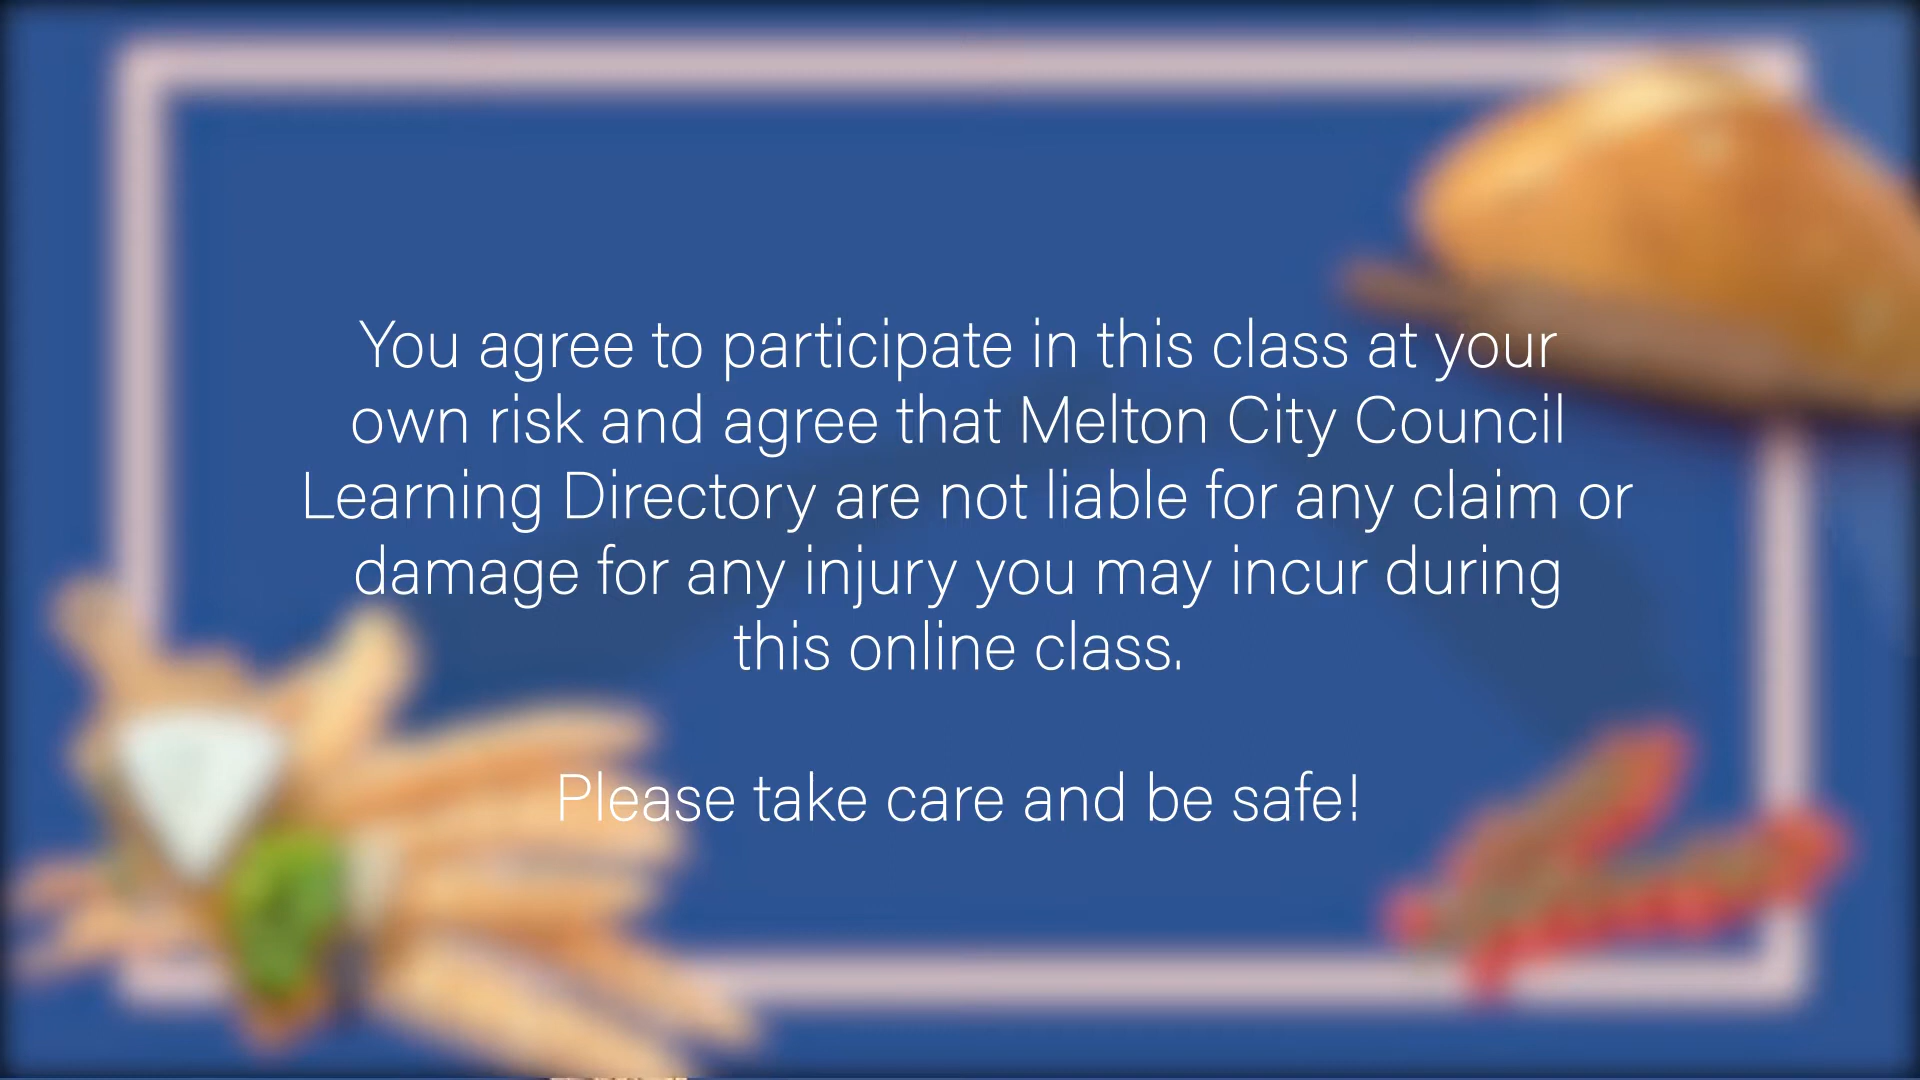 You agree to participate in this class at your
own risk and agree that Melton City Council
Learning Directory are not liable for any claim or
damage for any injury you may incur during
this online class.
Please take care and be safe!